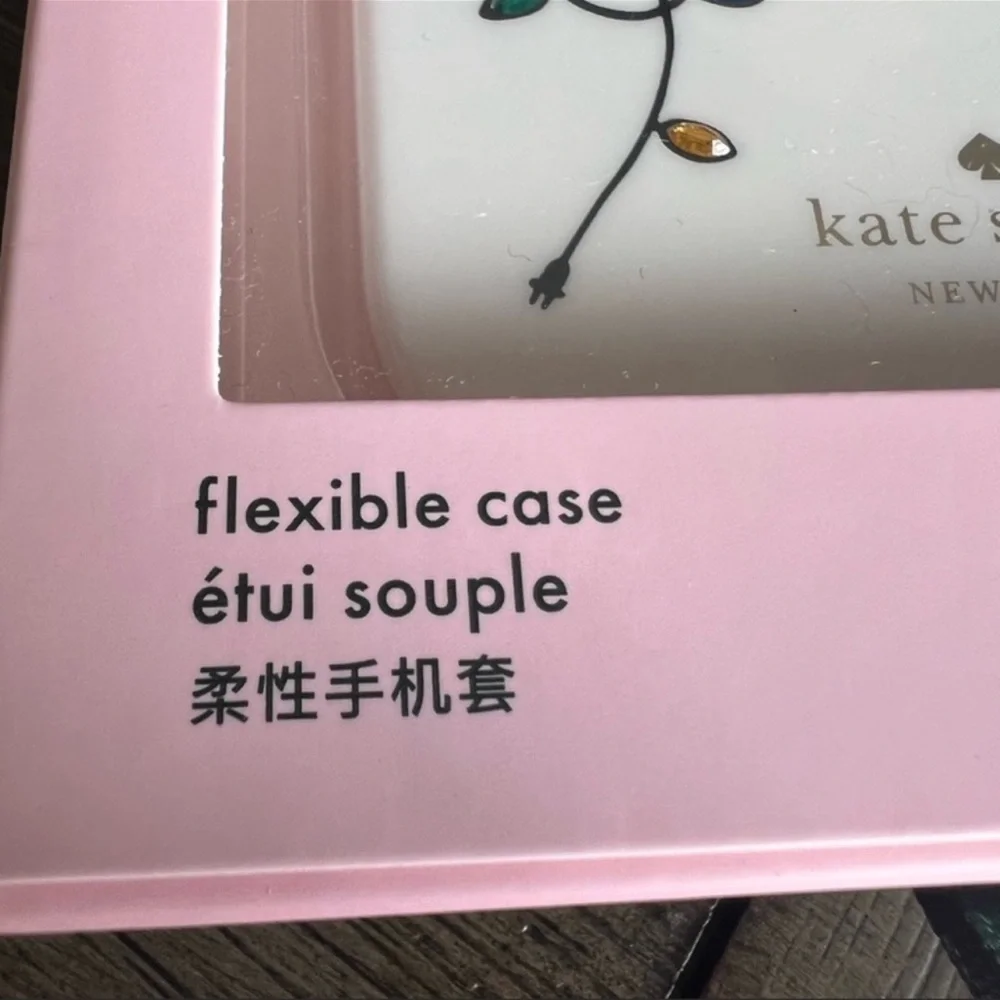 kate
NEW
flexible case
étui souple
柔性手机套